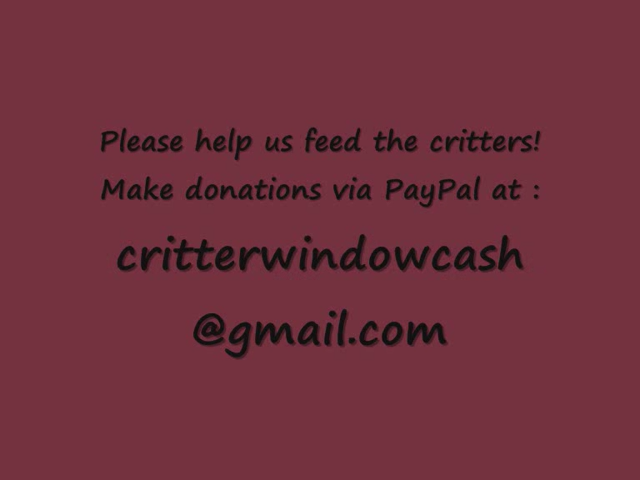 Please help us feed the critters!
Make donations via PayPal at :
critterwindowcash
@gmail.com